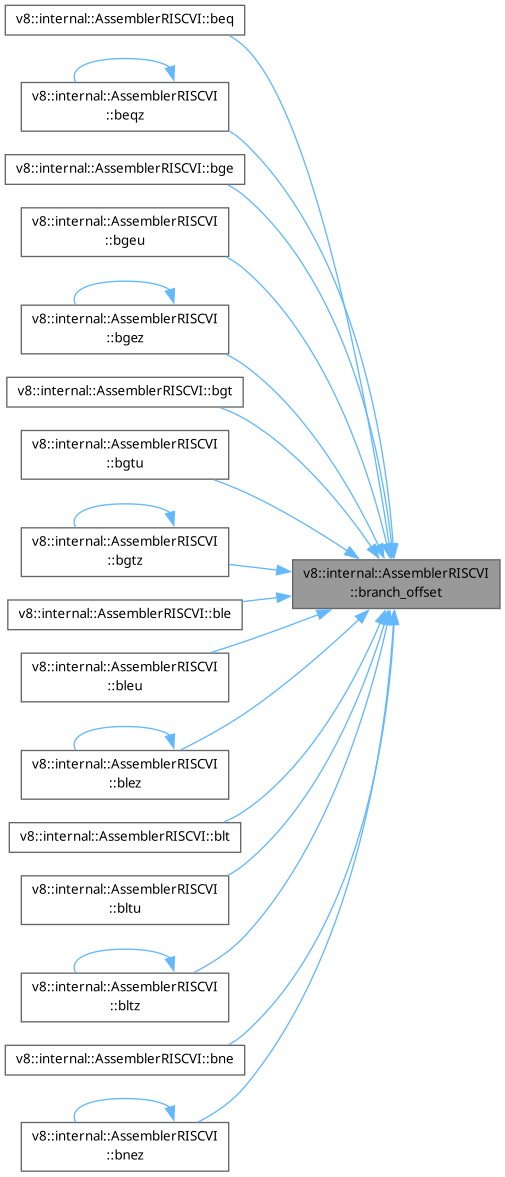 v8::internal::AssemblerRISCVI::beq
v8::internal::AssemblerRISCVI
::beqz
v8::internal::AssemblerRISCVI::bge
v8::internal::AssemblerRISCVI
::bgeu
v8::internal::AssemblerRISCVI
::bgez
v8::internal::AssemblerRISCVI::bgt
v8::internal::AssemblerRISCVI
::bgtu
v8::internal::AssemblerRISCVI
::bgtz
v8::internal::AssemblerRISCVI
::branch_offset
v8::internal::AssemblerRISCVI::ble
v8::internal::AssemblerRISCVI
::bleu
v8::internal::AssemblerRISCVI
::blez
v8::internal::AssemblerRISCVI::blt
v8::internal::AssemblerRISCVI
::bltu
v8::internal::AssemblerRISCVI
::bltz
v8::internal::AssemblerRISCVI::bne
v8::internal::AssemblerRISCVI
::bnez